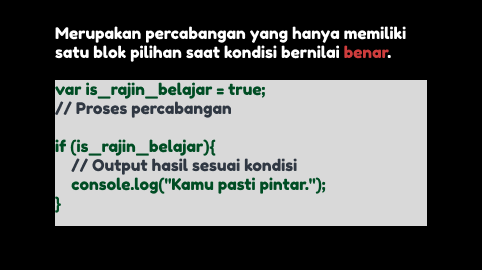 Merupakan percabangan yang hanya memiliki
satu blok pilihan saat kondisi bernilai benar.
var is_rajin_belajar = true;
// Proses percabangan
if (is_rajin_belajar){
// Output hasil sesuai kondisi
console.log("Kamu pasti pintar.");
}